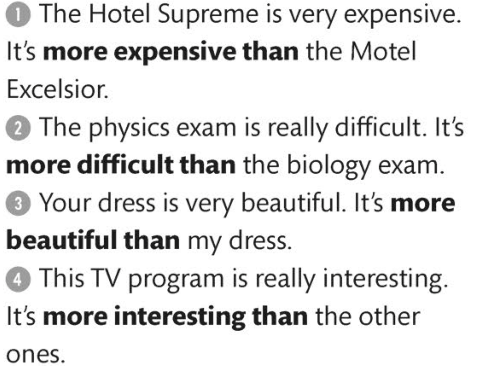 1 The Hotel Supreme is very expensive.
It's more expensive than the Motel
Excelsior.
2 The physics exam is really difficult. It's
more difficult than the biology exam.
3 Your dress is very beautiful. It's more
beautiful than my dress.
4 This TV program is really interesting.
It's more interesting than the other
ones.